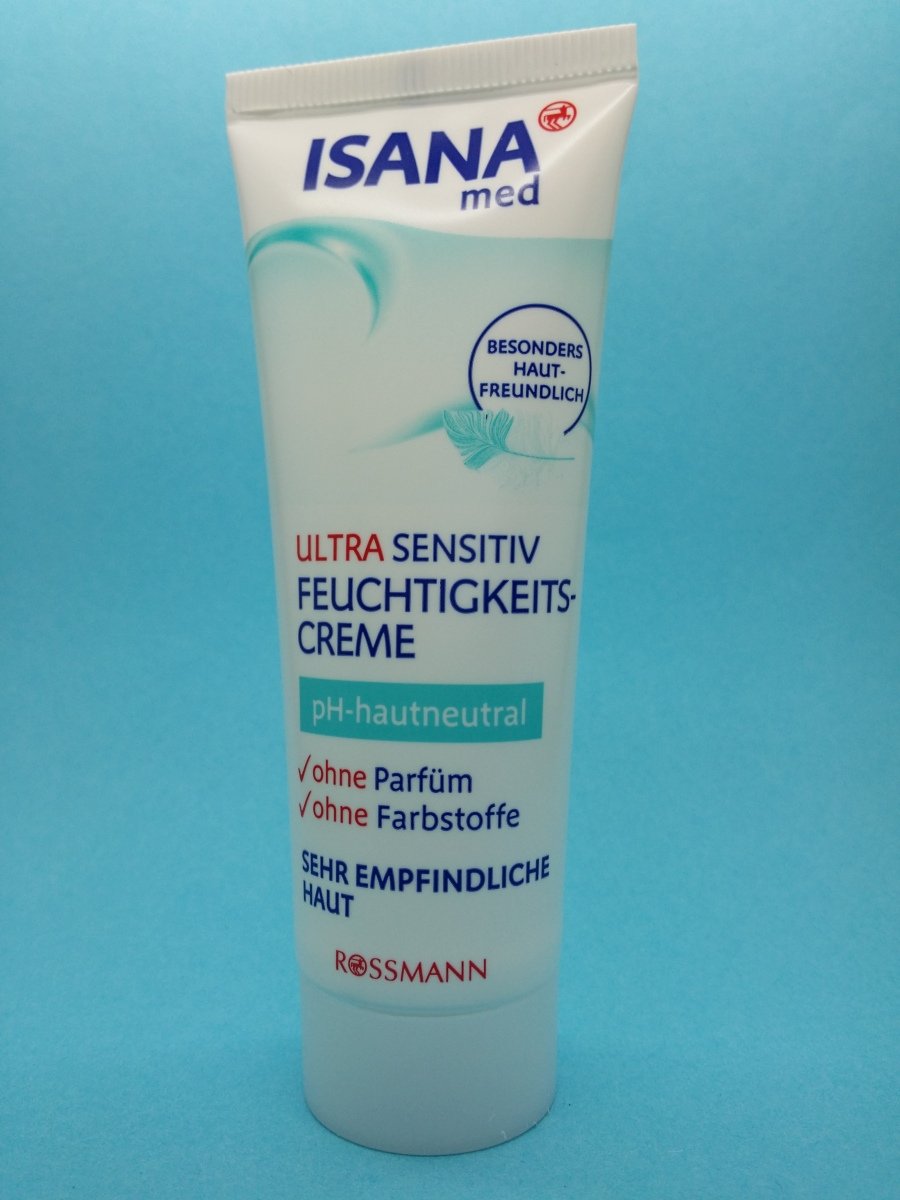 ISANA
med
BESONDERS
HAUT-
FREUNDLICH
ULTRA SENSITIV
FEUCHTIGKEITS-
CREME
pH-hautneutral
✓ohne Parfüm
✓ohne Farbstoffe
SEHR EMPFINDLICHE
HAUT
ROSSMANN